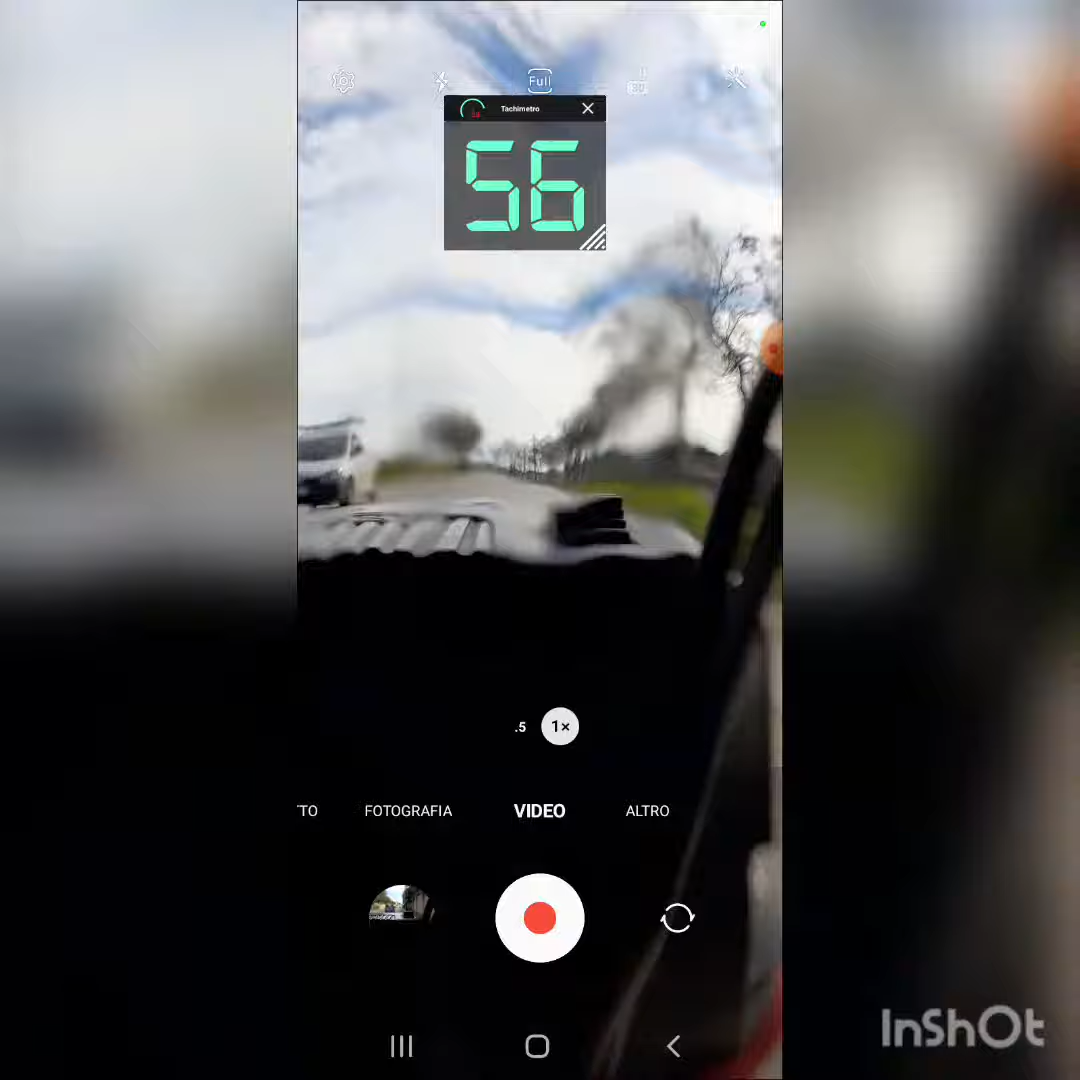 Full
Tachimetro
56
.5 1×
TO FOTOGRAFIA VIDEO ALTRO
InShOt